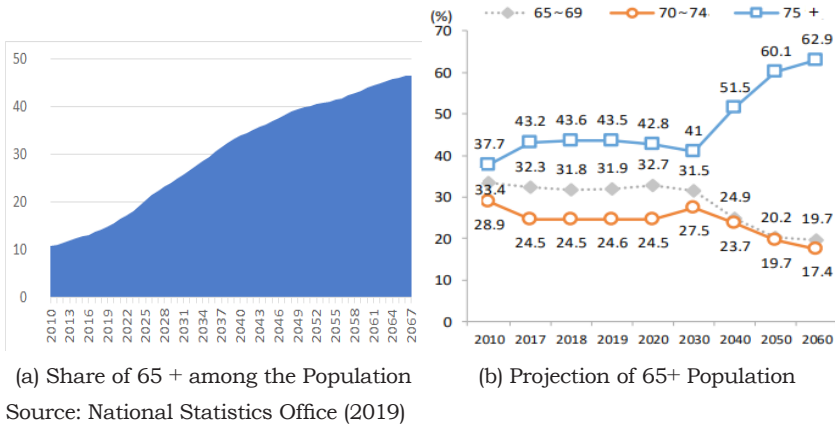 (%)
65~69 70~74 75 +
50
40
30
20
10
0
2010 2013 2016 2019 2022 2025 2028 2031 2034 2037 2040 2043 2046 2049 2052 2055 2058 2061 2064 2067
70
60
50
40
30
20
10
0
37.7 43.2 43.6 43.5 42.8 41 51.5 60.1 62.9
33.4 32.3 31.8 31.9 32.7 31.5 24.9 20.2 19.7
28.9 24.5 24.5 24.6 24.5 27.5 23.7 19.7 17.4
2010 2017 2018 2019 2020 2030 2040 2050 2060
(a) Share of 65 + among the Population
(b) Projection of 65+ Population
Source: National Statistics Office (2019)